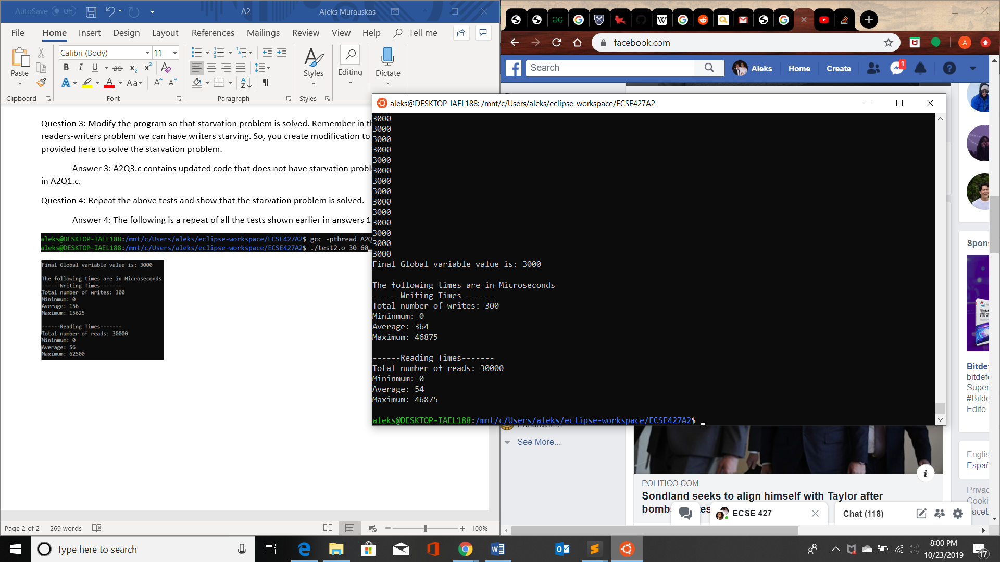 AutoSave Off
A2
Aleks Murauskas
File Home Insert Design Layout References Mailings Review View Help Tell me
Calibri (Body) 11
Paste
Styles
Editing
Dictate
Clipboard Font Paragraph Styles
Question 3: Modify the program so that starvation problem is solved. Remember in th
readers-writers problem we can have writers starving. So, you create modification to
provided here to solve the starvation problem.
Answer 3: A2Q3.c contains updated code that does not have starvation probl
in A2Q1.c.
Question 4: Repeat the above tests and show that the starvation problem is solved.
Answer 4: The following is a repeat of all the tests shown earlier in answers 1
aleks@DESKTOP-IAEL188:/mnt/c/Users/aleks/eclipse-workspace/ECSE427A2$ gcc -pthread A2Q
aleks@DESKTOP-IAEL188:/mnt/c/Users/aleks/eclipse-workspace/ECSE427A2$ ./test2.o 30 60
Final Global variable value is: 3000
The following times are in Microseconds
------Writing Times-------
Total number of writes: 300
Mininmum: 0
Average: 156
Maximum: 15625
------Reading Times-------
Total number of reads: 30000
Mininmum: 0
Average: 56
Maximum: 62500
Page 2 of 2 269 words
100%
facebook.com
Search
Aleks Home Create
1
aleks@DESKTOP-IAEL188: /mnt/c/Users/aleks/eclipse-workspace/ECSE427A2
3000
3000
3000
3000
3000
3000
3000
3000
3000
3000
3000
3000
3000
3000
Final Global variable value is: 3000
The following times are in Microseconds
------Writing Times-------
Total number of writes: 300
Mininmum: 0
Average: 364
Maximum: 46875
------Reading Times-------
Total number of reads: 30000
Mininmum: 0
Average: 54
Maximum: 46875
aleks@DESKTOP-IAEL188:/mnt/c/Users/aleks/eclipse-workspace/ECSE427A2$
See More...
POLITICO.COM
Sondland seeks to align himself with Taylor after
bombs
ECSE 427
Chat (118)
Spons
Bitdef
bitdefe
Super
#Bitde
Edito.
Englis
Españ
Privac
Cooki
Faceb
Type here to search
8:00 PM
10/23/2019
17